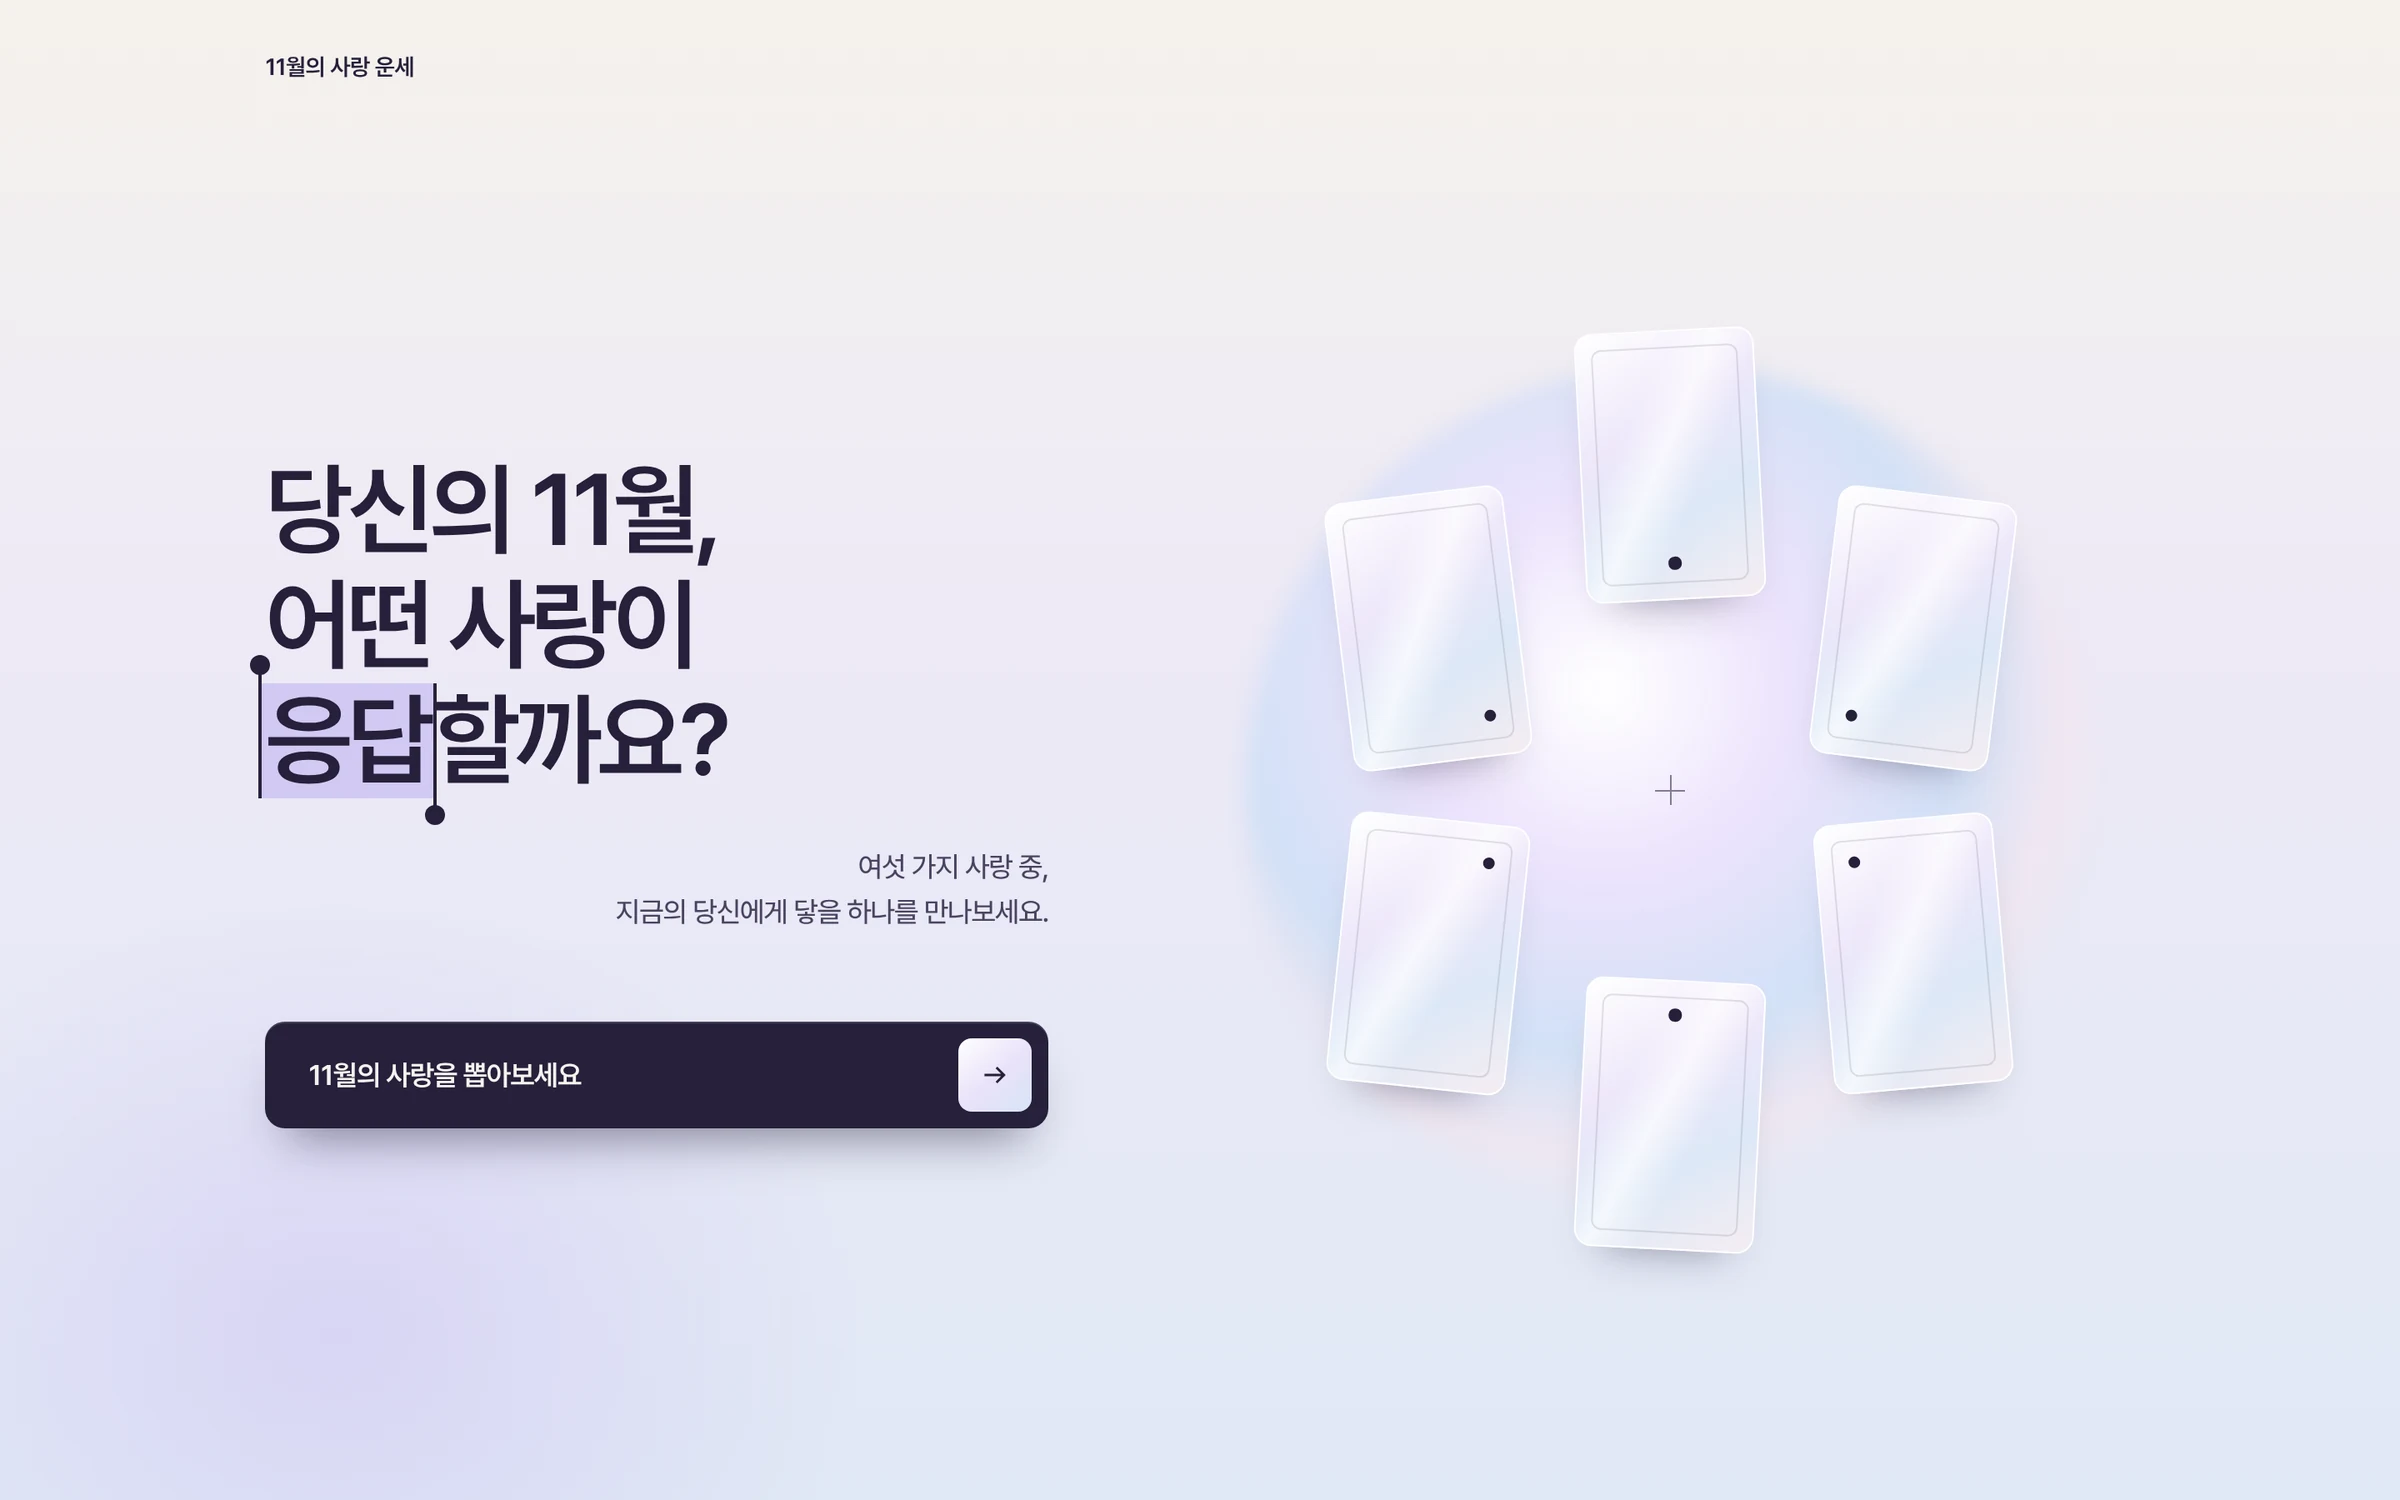 11월의 사랑 운세
당신의 11월,
어떤 사랑이
응답할까요?
여섯 가지 사랑 중,
지금의 당신에게 닿을 하나를 만나보세요.
11월의 사랑을 뽑아보세요